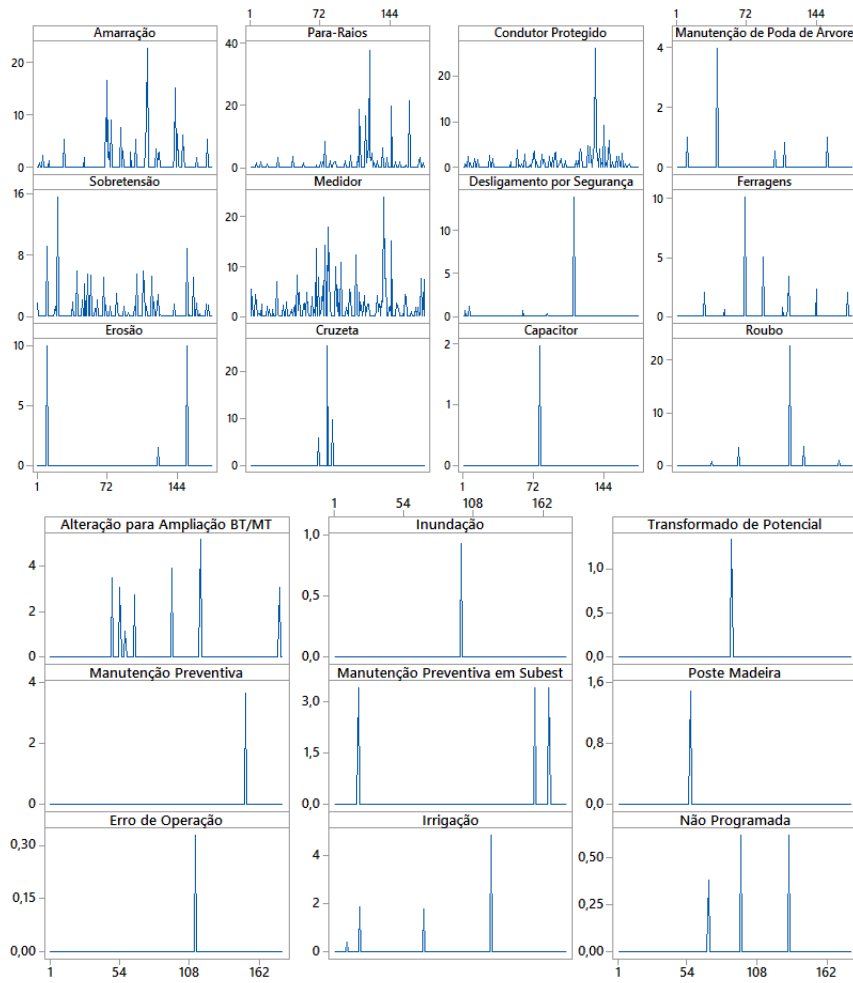 1 72 144 1 72 144
Amarração Para-Raios Condutor Protegido Manutenção de Poda de Árvore
20 10 0 40 20 0 20 10 0 4 2 0
Sobretensão Medidor Desligamento por Segurança Ferragens
16 8 0 20 10 0 10 5 0 10 5 0
Erosão Cruzeta Capacitor Roubo
10 5 0 20 10 0 2 1 0 20 10 0
1 72 144 1 72 144
1 54 108 162
Alteração para Ampliação BT/MT Inundação Transformado de Potencial
4 2 0 1,0 0,5 0,0 1,0 0,5 0,0
Manutenção Preventiva Manutenção Preventiva em Subest Poste Madeira
4 2 0 3,0 1,5 0,0 1,6 0,8 0,0
Erro de Operação Irrigação Não Programada
0,30 0,15 0,00 4 2 0 0,50 0,25 0,00
1 54 108 162 1 54 108 162